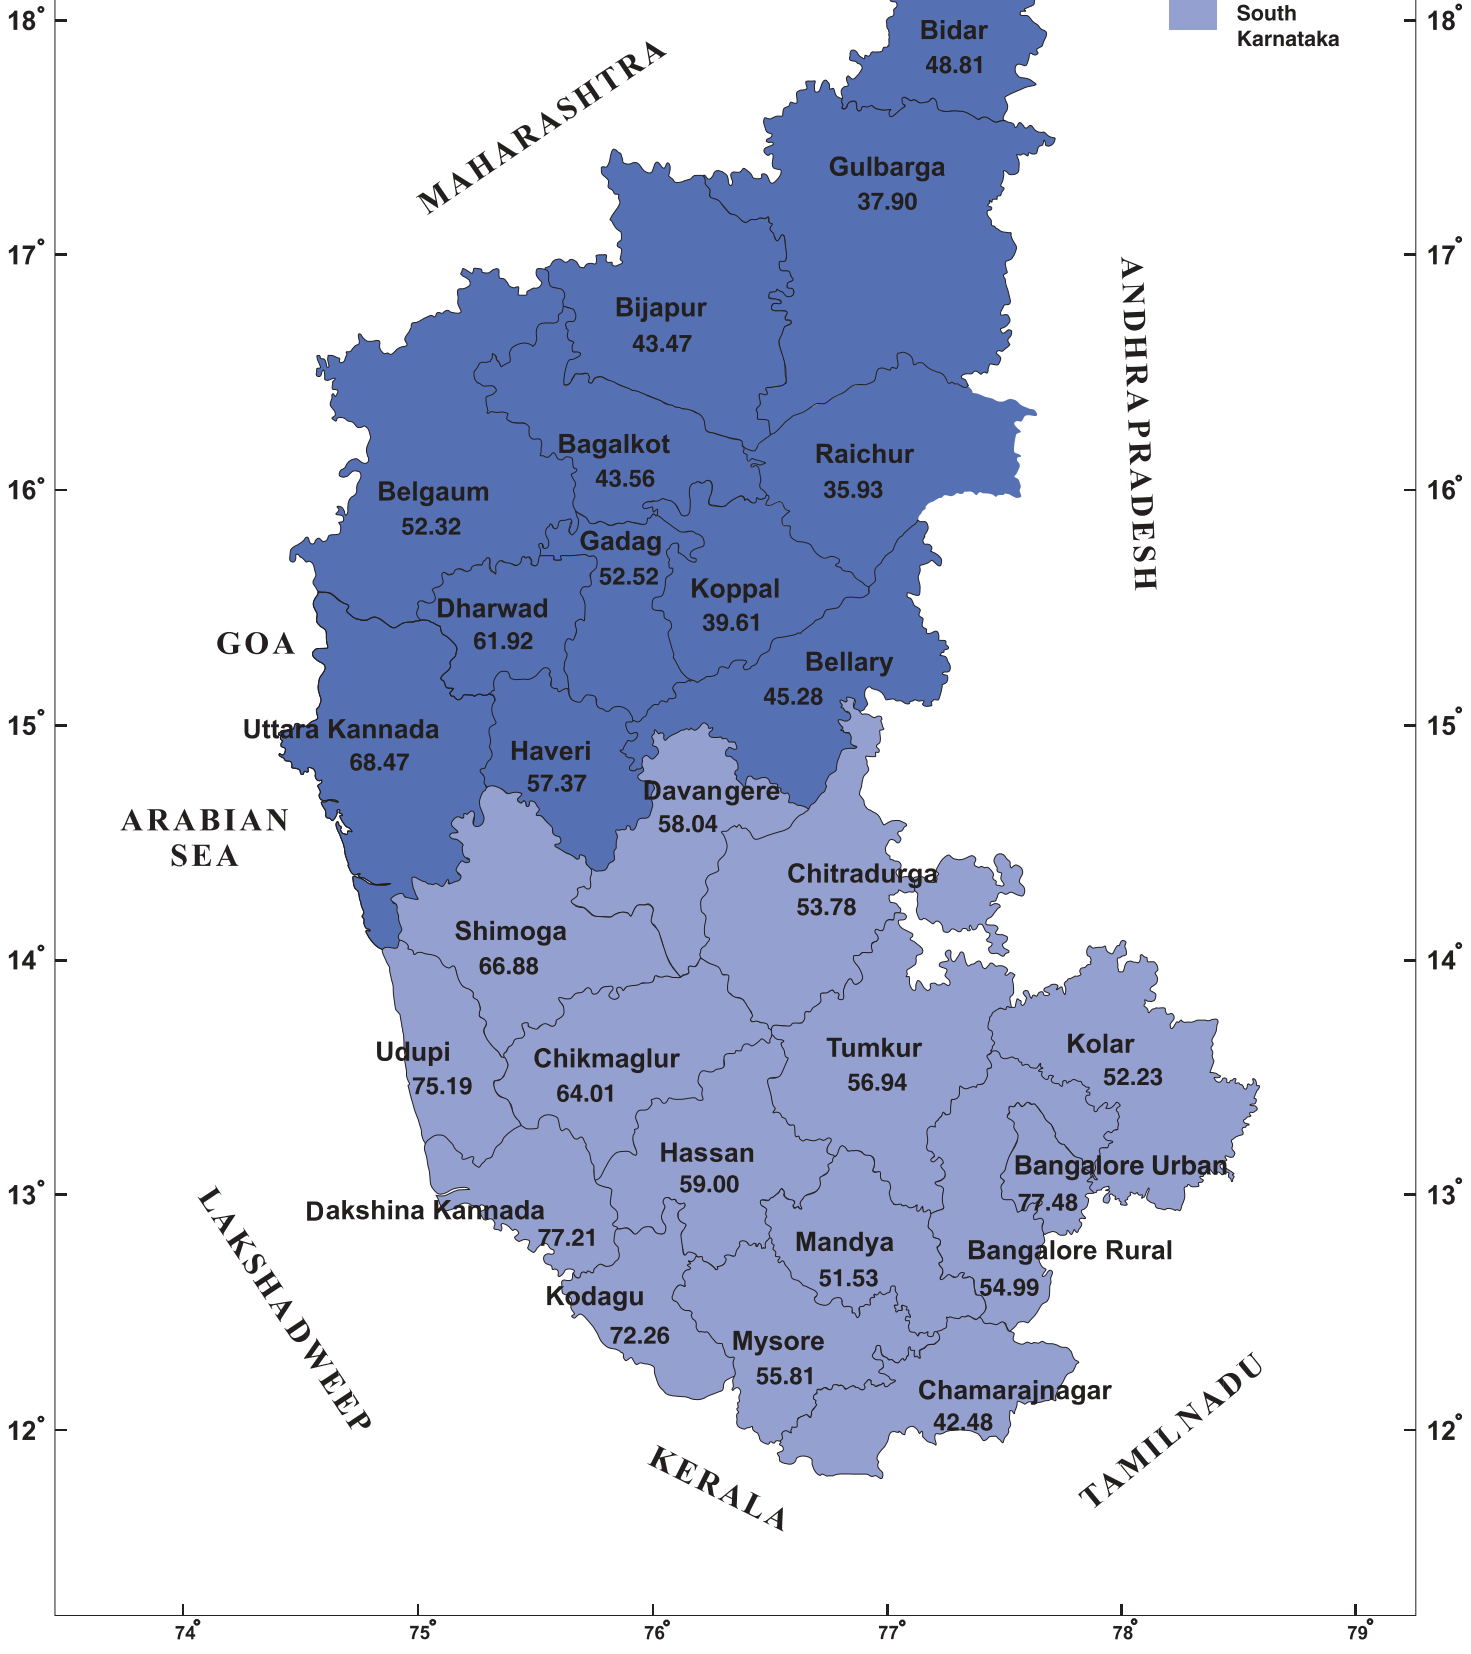 18°
18°
South
Karnataka
Bidar
48.81
MAHARASHTRA
Gulbarga
37.90
17°
17°
ANDHRA PRADESH
Bijapur
43.47
Bagalkot
43.56
Raichur
35.93
16°
16°
Belgaum
52.32
Gadag
52.52
Koppal
39.61
Dharwad
61.92
GOA
Bellary
45.28
15°
15°
Uttara Kannada
68.47
Haveri
57.37
Davangere
58.04
ARABIAN
SEA
Chitradurga
53.78
Shimoga
66.88
14°
14°
Udupi
75.19
Chikmaglur
64.01
Tumkur
56.94
Kolar
52.23
Hassan
59.00
Bangalore Urban
77.48
13°
13°
Dakshina Kannada
77.21
LAKSHADWEEP
Mandya
51.53
Bangalore Rural
54.99
Kodagu
72.26
Mysore
55.81
Chamarajnagar
42.48
12°
12°
KERALA
TAMIL NADU
74°
75°
76°
77°
78°
79°